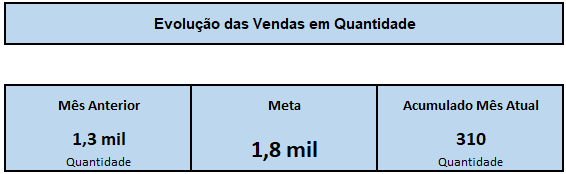 Evolução das Vendas em Quantidade
Mês Anterior
1,3 mil
Quantidade
Meta
1,8 mil
Acumulado Mês Atual
310
Quantidade